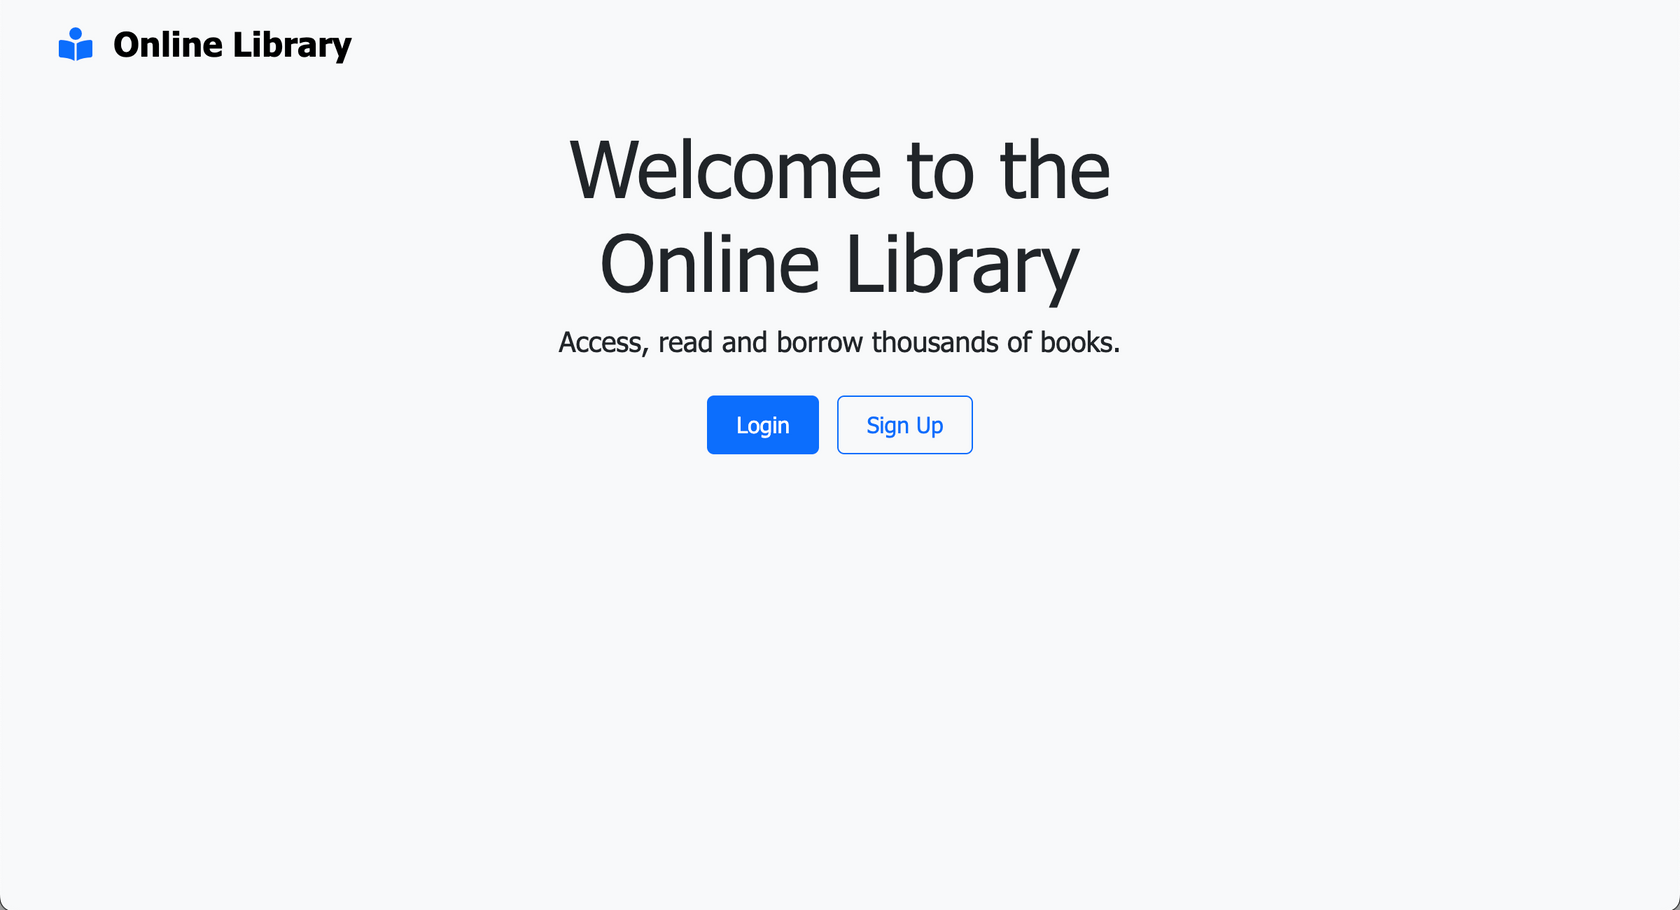 Online Library
Welcome to the
Online Library
Access, read and borrow thousands of books.
Login
Sign Up